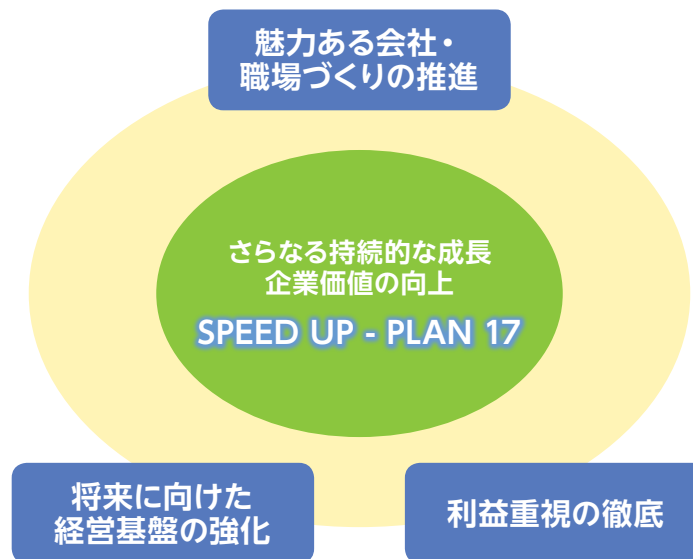 魅力ある会社・
職場づくりの推進
さらなる持続的な成長
企業価値の向上
SPEED UP - PLAN 17
将来に向けた
経営基盤の強化
利益重視の徹底